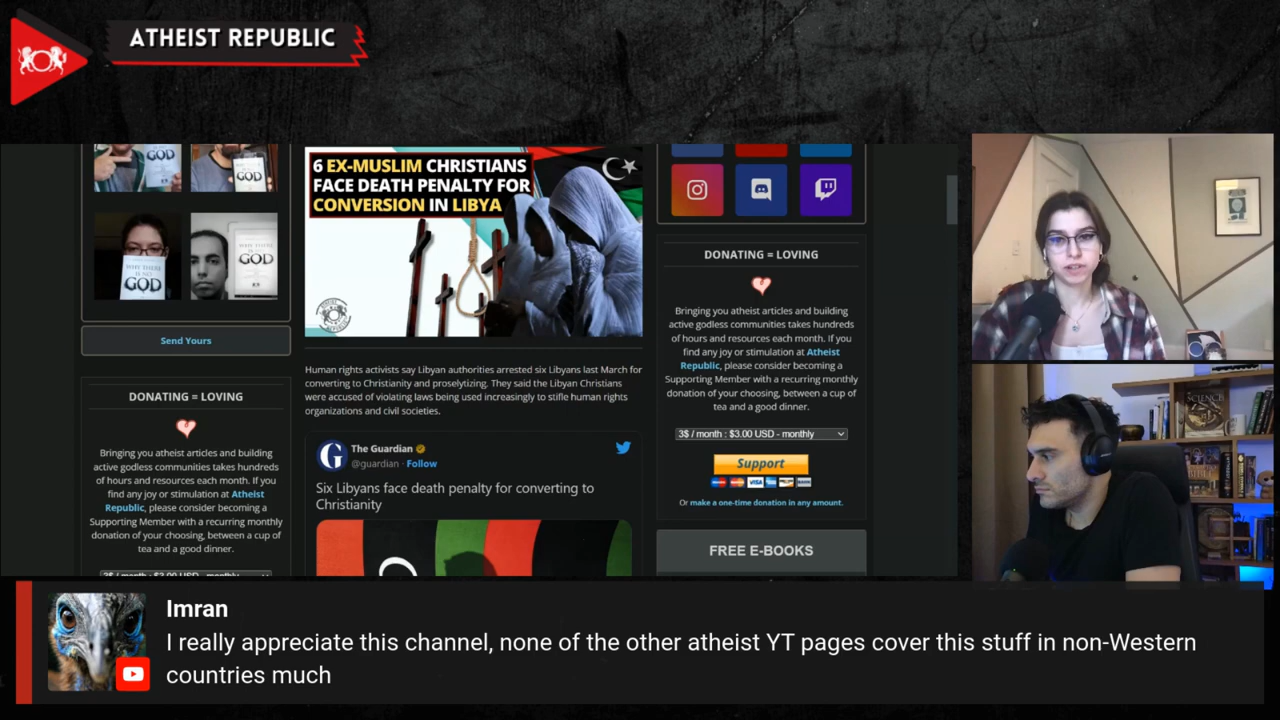 ATHEIST REPUBLIC
GOD
GOD
WHY THERE
IS NO
GOD
WHY THERE
GOD
Send Yours
DONATING = LOVING
Bringing you atheist articles and building
active godless communities takes hundreds
of hours and resources each month. If you
find any joy or stimulation at Atheist
Republic, please consider becoming a
Supporting Member with a recurring monthly
donation of your choosing, between a cup of
tea and a good dinner.
3$ / month : $3.00 USD - monthly
6 EX-MUSLIM CHRISTIANS
FACE DEATH PENALTY FOR
CONVERSION IN LIBYA
Human rights activists say Libyan authorities arrested six Libyans last March for
converting to Christianity and proselytizing. They said the Libyan Christians
were accused of violating laws being used increasingly to stifle human rights
organizations and civil societies.
The Guardian
@guardian · Follow
Six Libyans face death penalty for converting to
Christianity
DONATING = LOVING
Bringing you atheist articles and building
active godless communities takes hundreds
of hours and resources each month. If you
find any joy or stimulation at Atheist
Republic, please consider becoming a
Supporting Member with a recurring monthly
donation of your choosing, between a cup of
tea and a good dinner.
3$ / month : $3.00 USD - monthly
Support
VISA
Or make a one-time donation in any amount.
FREE E-BOOKS
SCIENCE
Imran
I really appreciate this channel, none of the other atheist YT pages cover this stuff in non-Western
countries much